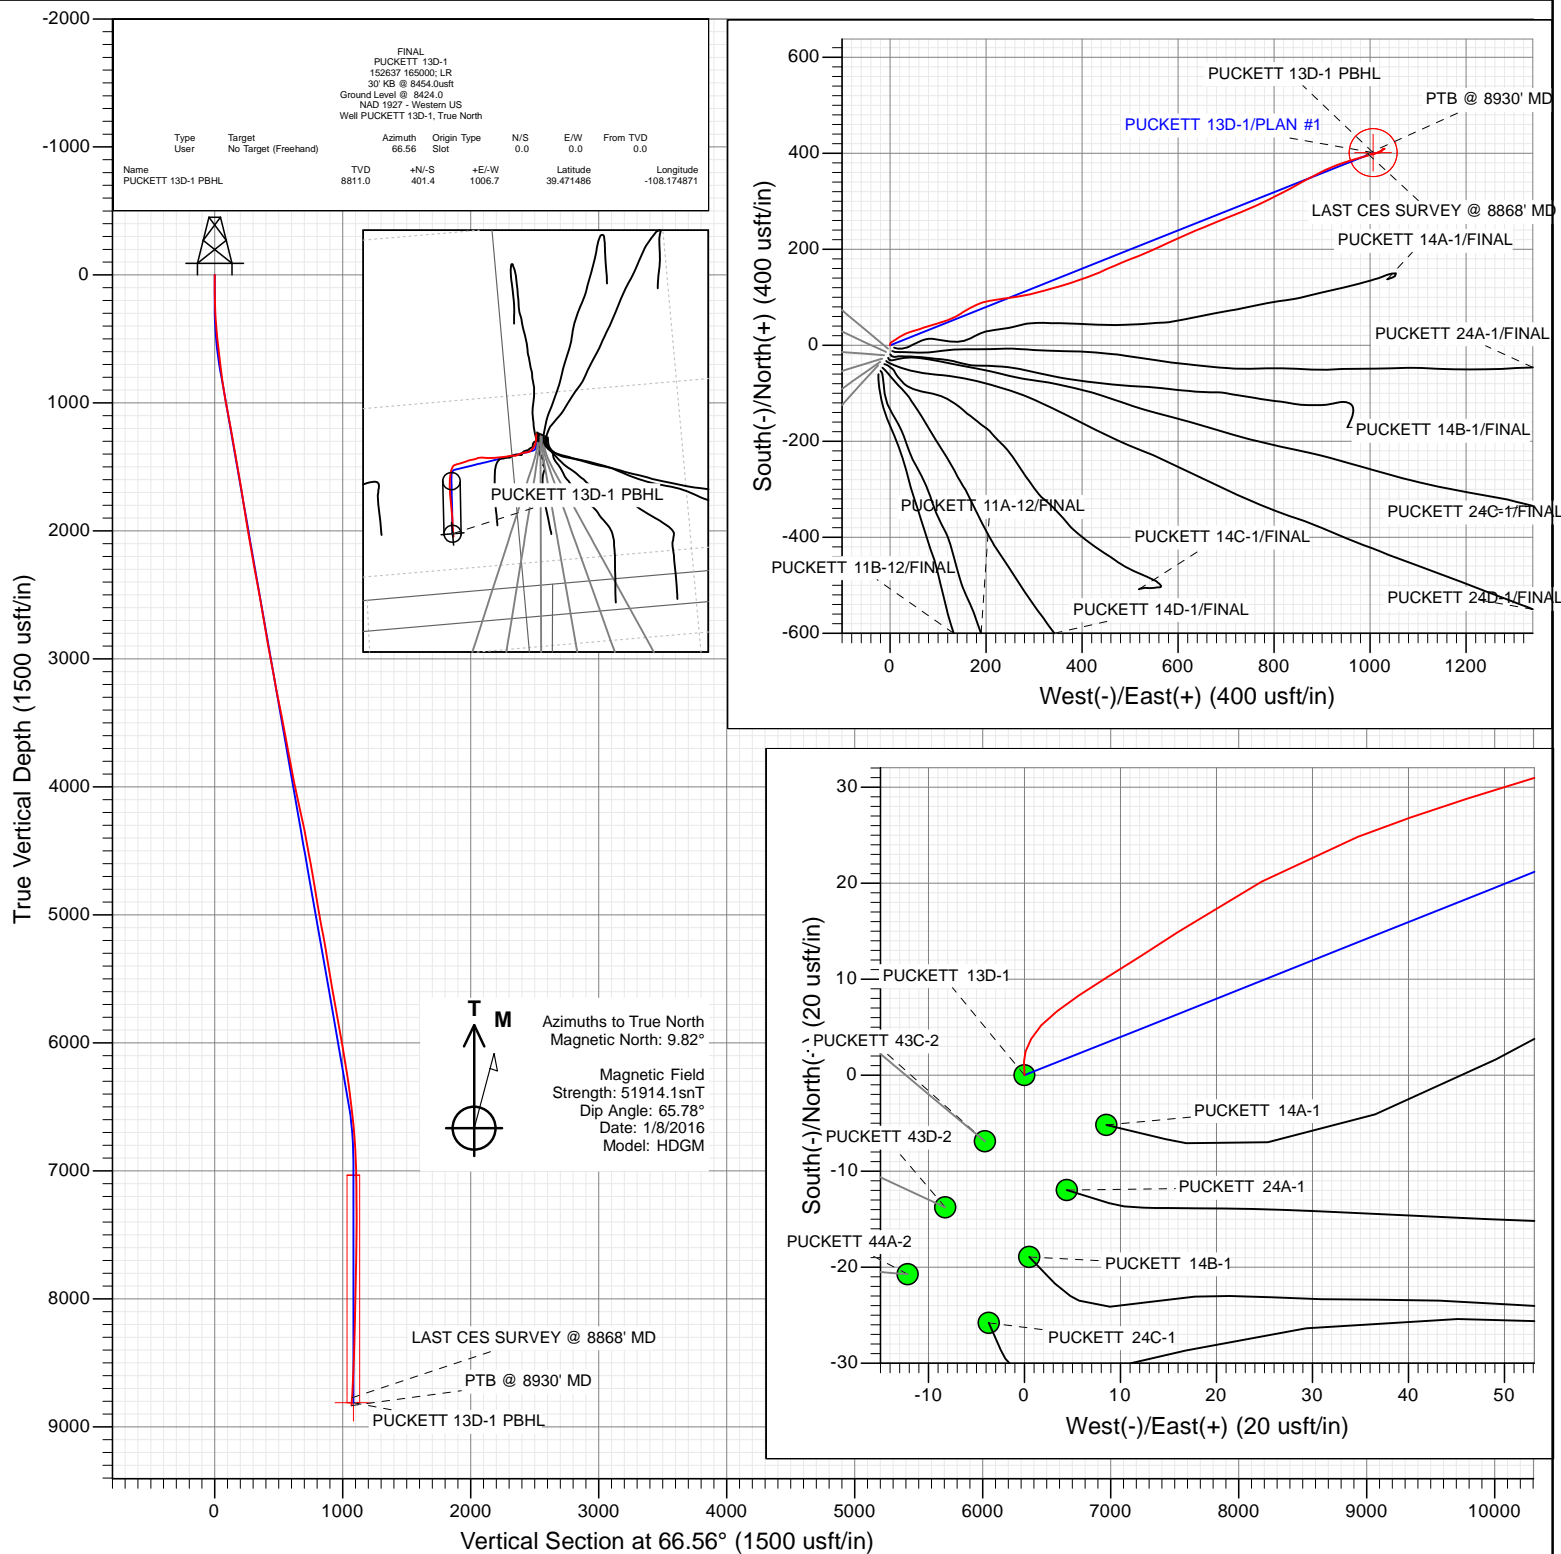 FINAL
PUCKETT 13D-1
152637 165000; LR
30' KB @ 8454.0usft
Ground Level @ 8424.0
NAD 1927 - Western US
Well PUCKETT 13D-1, True North
Type Target Azimuth Origin Type N/S E/W From TVD
User No Target (Freehand) 66.56 Slot 0.0 0.0 0.0
Name TVD +N/-S +E/-W Latitude Longitude
PUCKETT 13D-1 PBHL 8811.0 401.4 1006.7 39.471486 -108.174871
-2000
-1000
0
1000
2000
3000
4000
5000
6000
7000
8000
9000
True Vertical Depth (1500 usft/in)
PUCKETT 13D-1 PBHL
T
M
Azimuths to True North
Magnetic North: 9.82°
Magnetic Field
Strength: 51914.1snT
Dip Angle: 65.78°
Date: 1/8/2016
Model: HDGM
LAST CES SURVEY @ 8868' MD
PTB @ 8930' MD
PUCKETT 13D-1 PBHL
0 1000 2000 3000 4000 5000 6000 7000 8000 9000 10000
Vertical Section at 66.56° (1500 usft/in)
600
400
200
0
-200
-400
-600
South(-)/North(+) (400 usft/in)
PUCKETT 13D-1 PBHL
PTB @ 8930' MD
PUCKETT 13D-1/PLAN #1
LAST CES SURVEY @ 8868' MD
PUCKETT 14A-1/FINAL
PUCKETT 24A-1/FINAL
PUCKETT 14B-1/FINAL
PUCKETT 11A-12/FINAL
PUCKETT 24C-1/FINAL
PUCKETT 14C-1/FINAL
PUCKETT 11B-12/FINAL
PUCKETT 24D-1/FINAL
PUCKETT 14D-1/FINAL
0 200 400 600 800 1000 1200
West(-)/East(+) (400 usft/in)
30
20
10
0
-10
-20
-30
South(-)/North(+) (20 usft/in)
PUCKETT 13D-1
PUCKETT 43C-2
PUCKETT 14A-1
PUCKETT 43D-2
PUCKETT 24A-1
PUCKETT 44A-2
PUCKETT 14B-1
PUCKETT 24C-1
-10 0 10 20 30 40 50
West(-)/East(+) (20 usft/in)